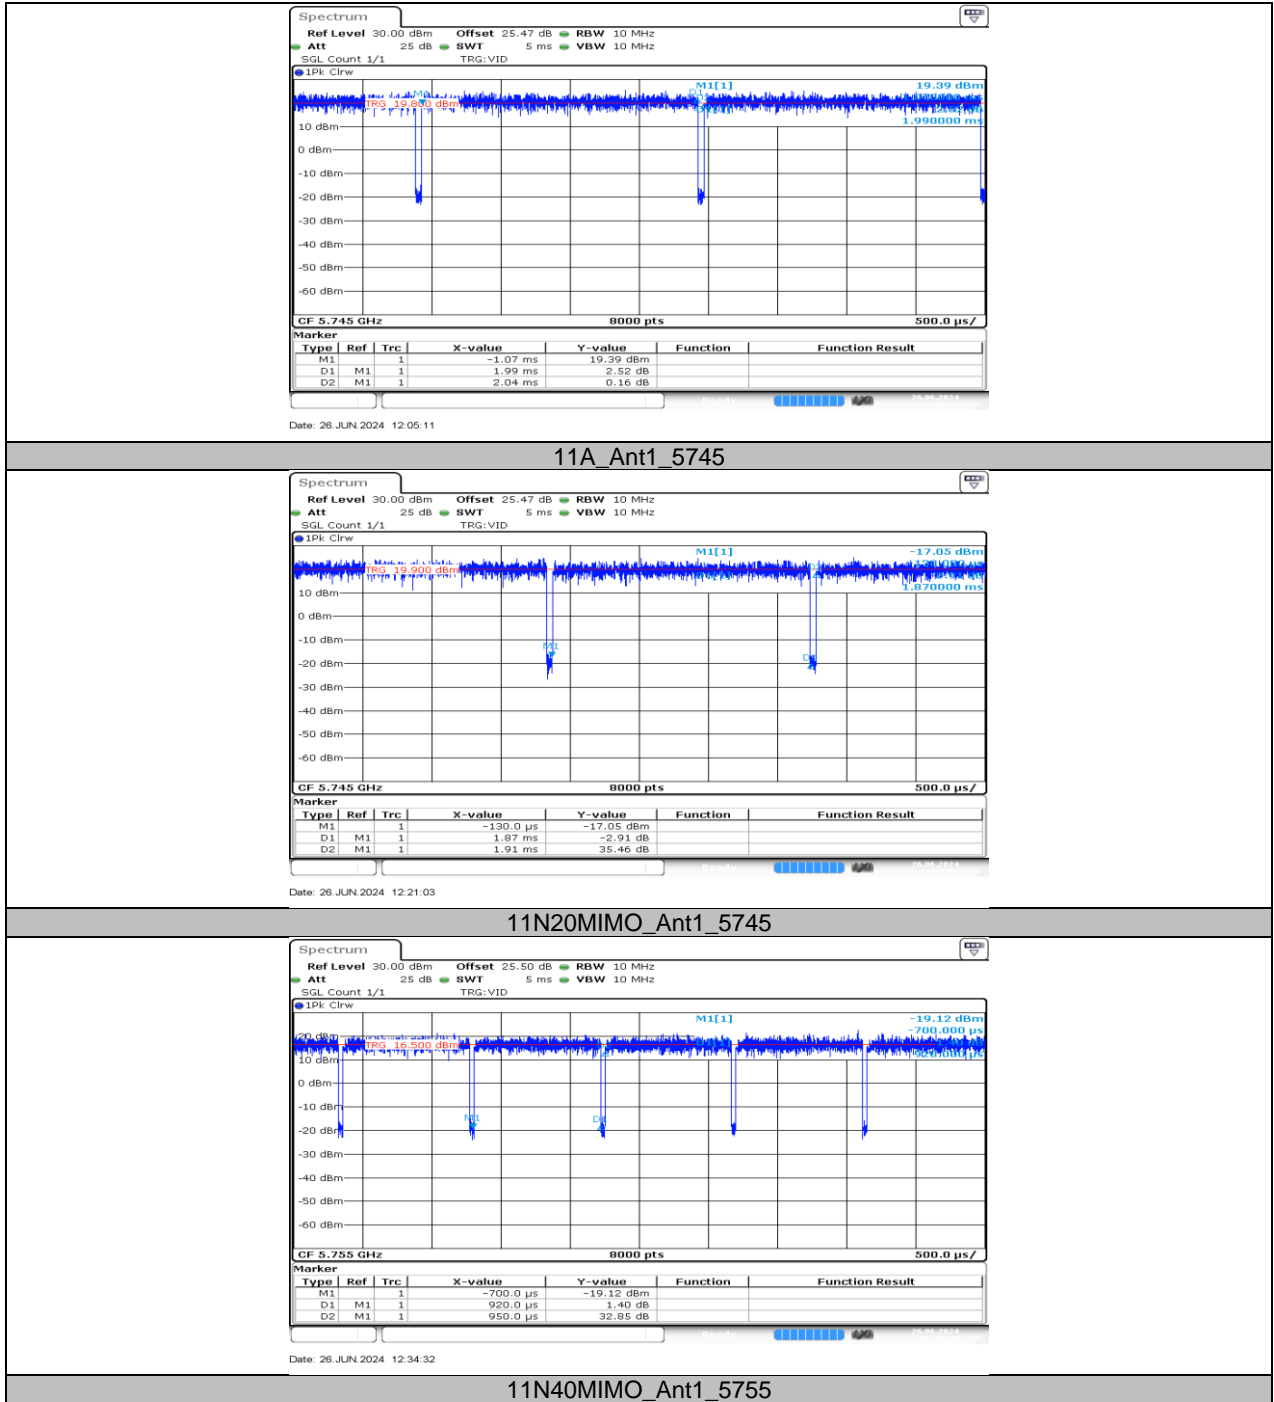 Spectrum
Ref Level 30.00 dBm Offset 25.47 dB RBW 10 MHz
Att 25 dB SWT 5 ms VBW 10 MHz
SGL Count 1/1 TRG:VID
1Pk Clrw
M1[1] 19.39 dBm
M1 D1
TRG 19.800 dBm
1.990000 ms
10 dBm
0 dBm
-10 dBm
-20 dBm
-30 dBm
-40 dBm
-50 dBm
-60 dBm
CF 5.745 GHz 8000 pts 500.0 µs/
Marker
Type Ref Trc X-value Y-value Function Function Result
M1 1 -1.07 ms 19.39 dBm
D1 M1 1 1.99 ms 2.52 dB
D2 M1 1 2.04 ms 0.16 dB
Date: 26.JUN.2024 12:05:11
11A_Ant1_5745
Spectrum
Ref Level 30.00 dBm Offset 25.47 dB RBW 10 MHz
Att 25 dB SWT 5 ms VBW 10 MHz
SGL Count 1/1 TRG:VID
1Pk Clrw
M1[1] -17.05 dBm
TRG 19.900 dBm
1.870000 ms
10 dBm
0 dBm
-10 dBm
M1
-20 dBm
-30 dBm
-40 dBm
-50 dBm
-60 dBm
CF 5.745 GHz 8000 pts 500.0 µs/
Marker
Type Ref Trc X-value Y-value Function Function Result
M1 1 -130.0 µs -17.05 dBm
D1 M1 1 1.87 ms -2.91 dB
D2 M1 1 1.91 ms 35.46 dB
Date: 26.JUN.2024 12:21:03
11N20MIMO_Ant1_5745
Spectrum
Ref Level 30.00 dBm Offset 25.50 dB RBW 10 MHz
Att 25 dB SWT 5 ms VBW 10 MHz
SGL Count 1/1 TRG:VID
1Pk Clrw
M1[1] -19.12 dBm
-700.000 µs
20 dBm
TRG 16.500 dBm
920.000 µs
10 dBm
0 dBm
-10 dBm
M1 D1
-20 dBm
-30 dBm
-40 dBm
-50 dBm
-60 dBm
CF 5.755 GHz 8000 pts 500.0 µs/
Marker
Type Ref Trc X-value Y-value Function Function Result
M1 1 -700.0 µs -19.12 dBm
D1 M1 1 920.0 µs 1.40 dB
D2 M1 1 950.0 µs 32.85 dB
Date: 26.JUN.2024 12:34:32
11N40MIMO_Ant1_5755